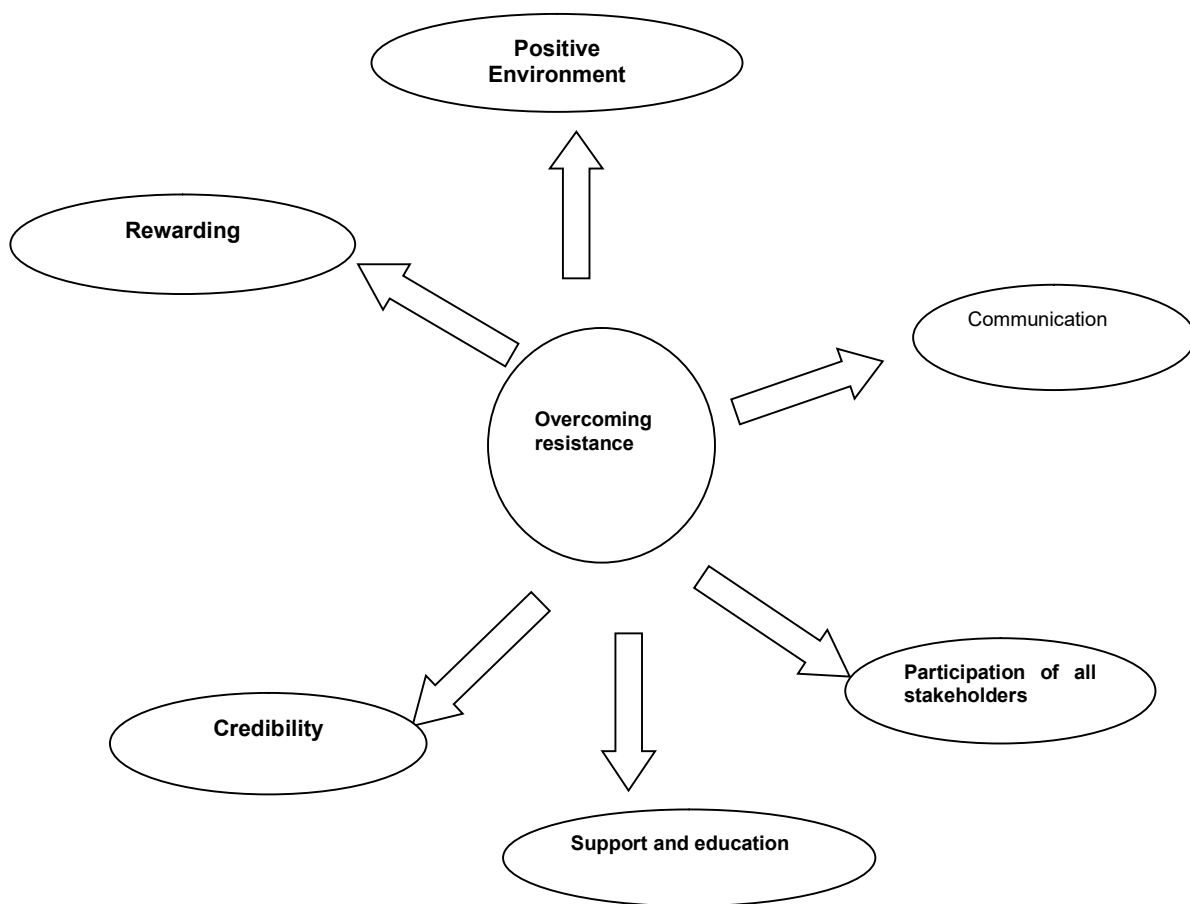 Positive
Environment
Rewarding
Communication
Overcoming
resistance
Participation of all
stakeholders
Credibility
Support and education